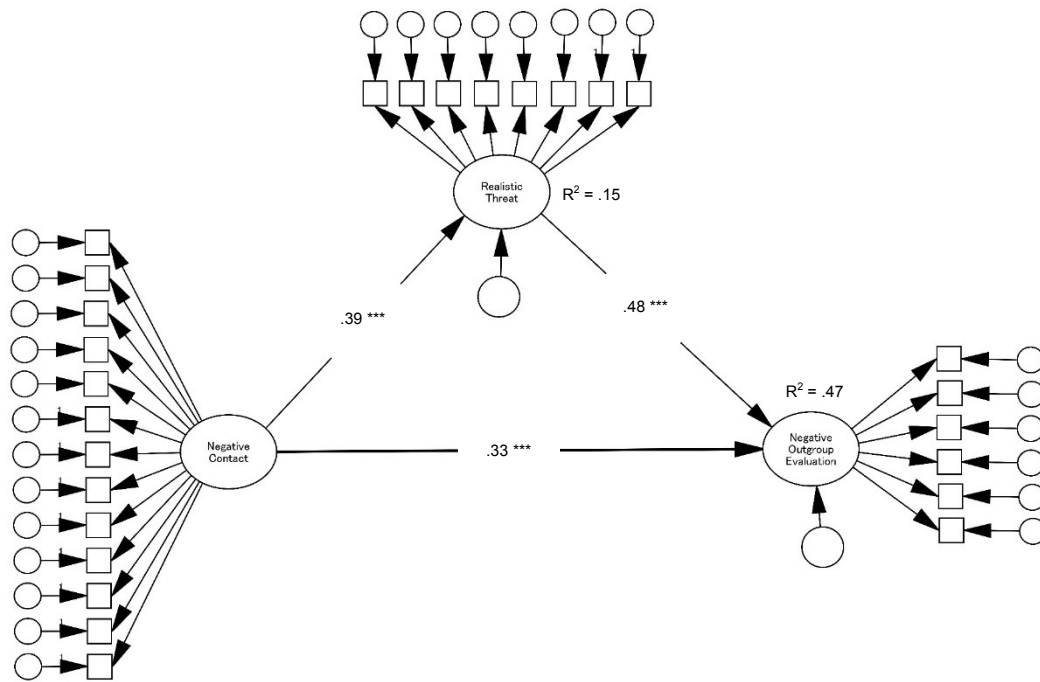 Realistic
Threat
R² = .15
.39 ***
.48 ***
R² = .47
Negative
Contact
.33 ***
Negative
Outgroup
Evaluation